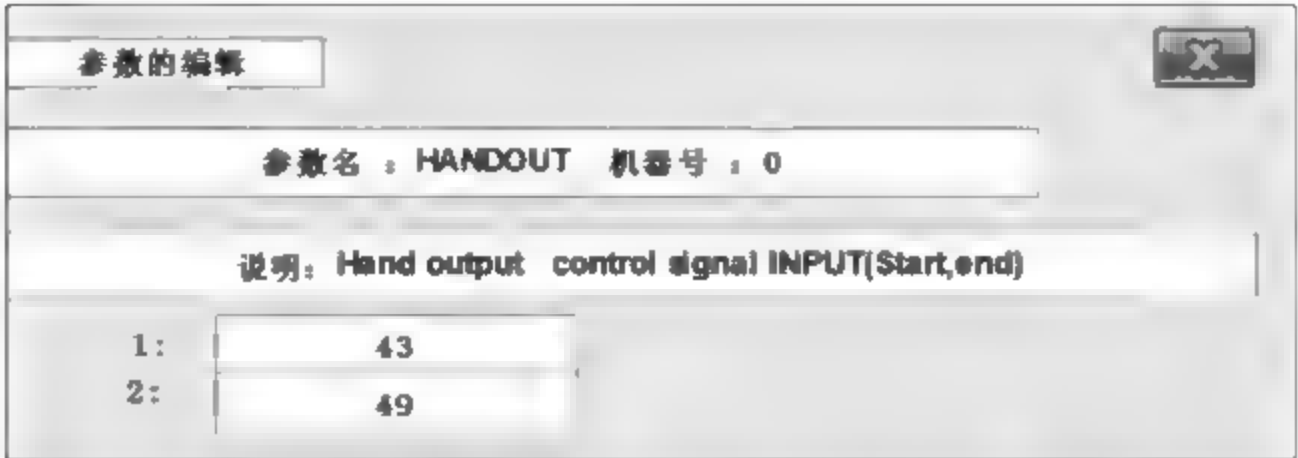 参数的编辑
X
参数名 : HANDOUT 机器号 : 0
说明: Hand output control signal INPUT(Start,end)
1: 43
2: 49